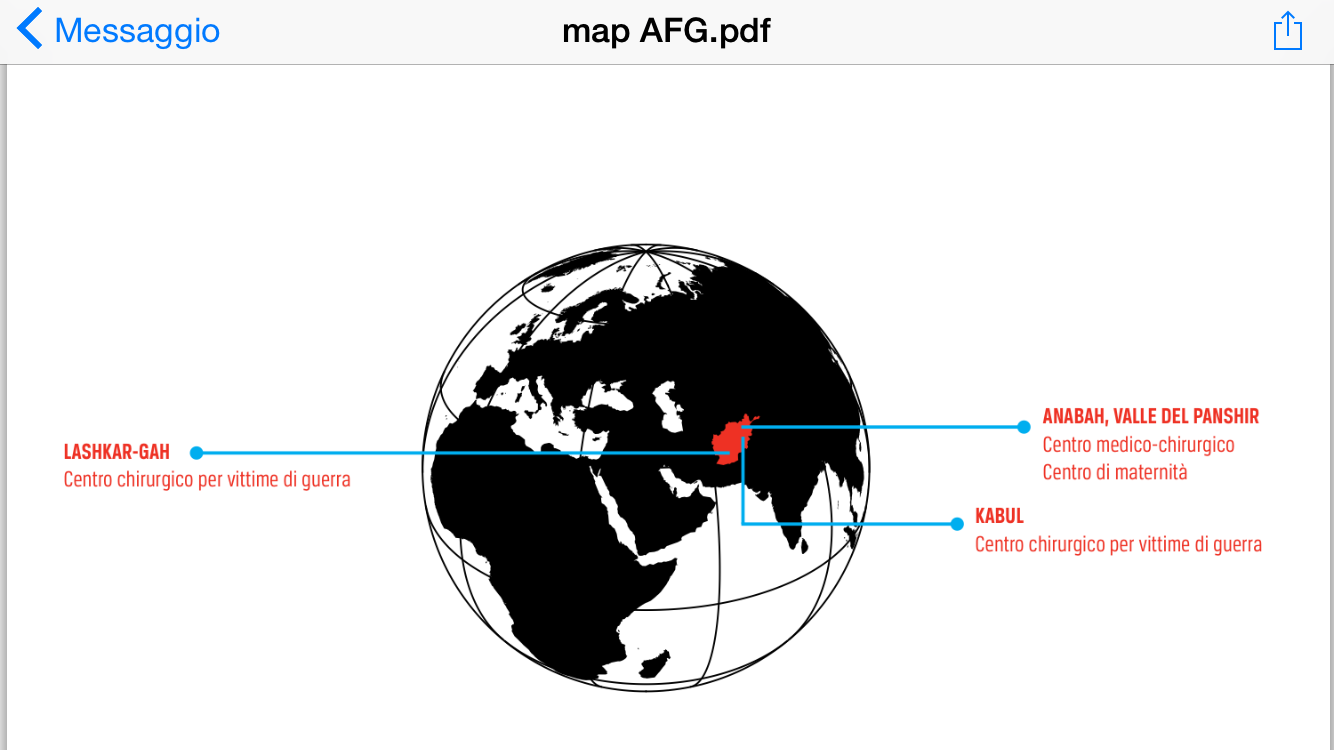 Messaggio
map AFG.pdf
LASHKAR-GAH
Centro chirurgico per vittime di guerra
ANABAH, VALLE DEL PANSHIR
Centro medico-chirurgico
Centro di maternità
KABUL
Centro chirurgico per vittime di guerra